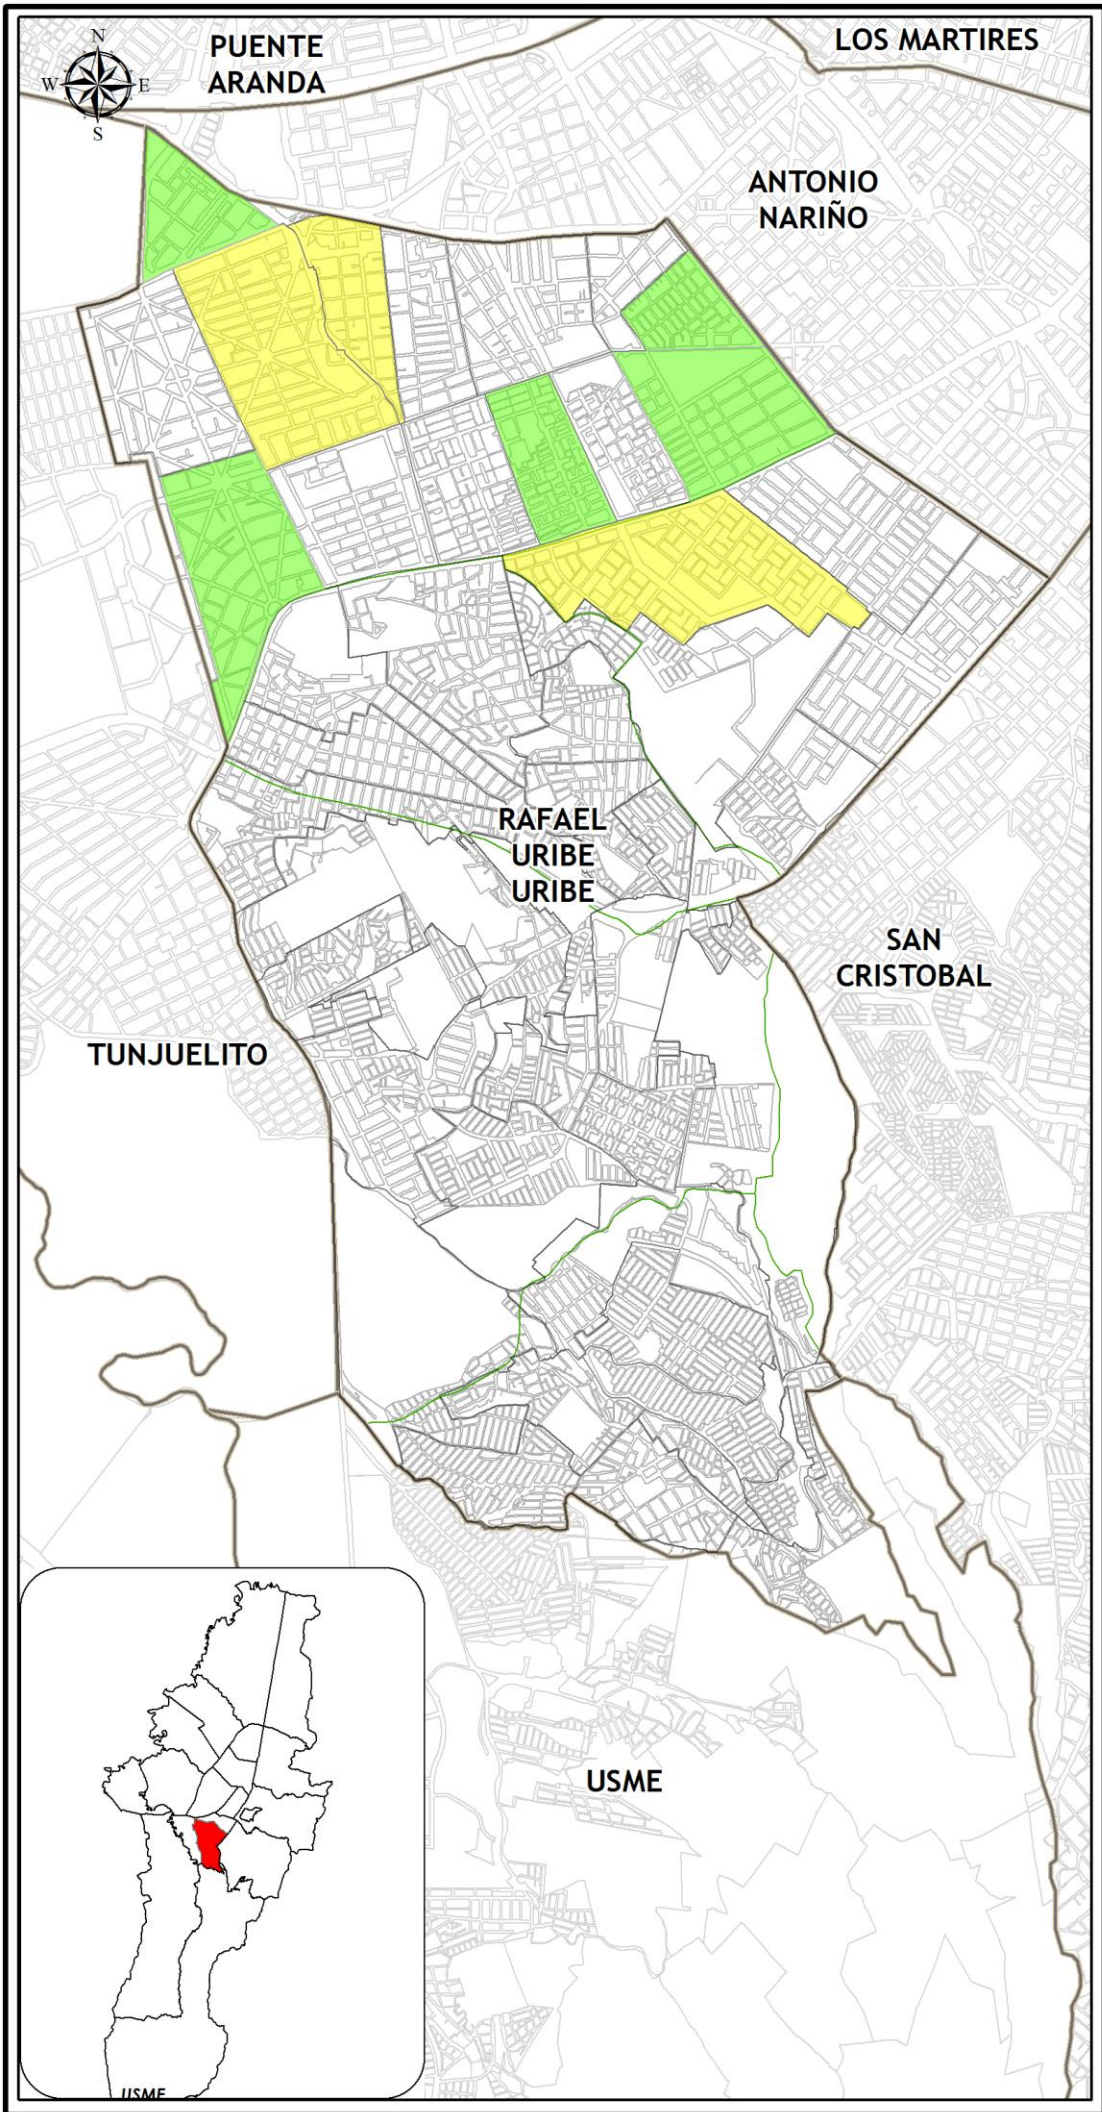 N
W
E
S
PUENTE
ARANDA
LOS MARTIRES
ANTONIO
NARIÑO
RAFAEL
URIBE
URIBE
SAN
CRISTOBAL
TUNJUELITO
USME
USME